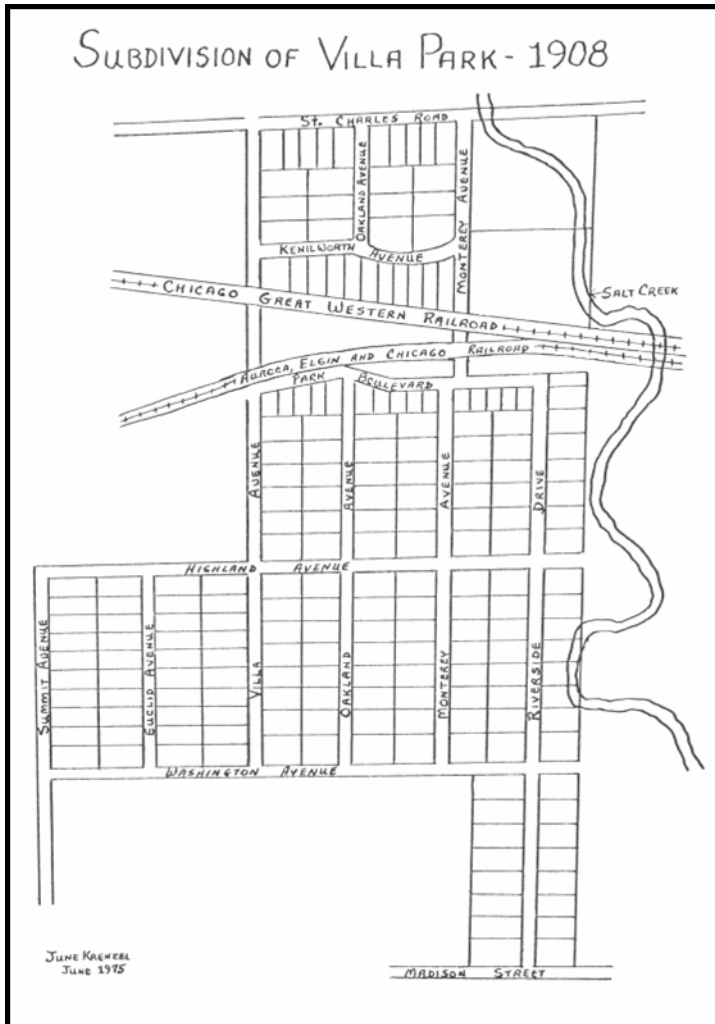 SUBDIVISION OF VILLA PARK - 1908
ST. CHARLES ROAD
OAKLAND AVENUE
MONTEREY AVENUE
KENILWORTH AVENUE
SALT CREEK
CHICAGO GREAT WESTERN RAILROAD
AURORA, ELGIN AND CHICAGO RAILROAD
PARK BOULEVARD
AVENUE
AVENUE
AVENUE
DRIVE
HIGHLAND AVENUE
SUMMIT AVENUE
EUCLID AVENUE
VILLA
OAKLAND
MONTEREY
RIVERSIDE
WASHINGTON AVENUE
JUNE KRENZEL
JUNE 1975
MADISON STREET